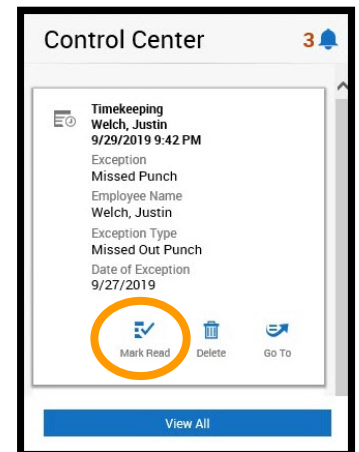 Control Center 3
Timekeeping
Welch, Justin
9/29/2019 9:42 PM
Exception
Missed Punch
Employee Name
Welch, Justin
Exception Type
Missed Out Punch
Date of Exception
9/27/2019
Mark Read Delete Go To
View All